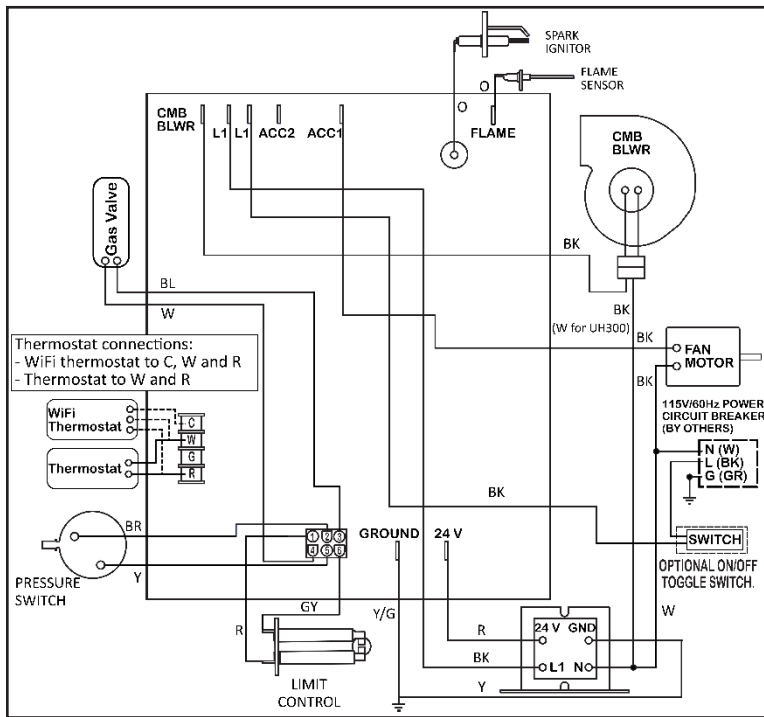 SPARK
IGNITOR
FLAME
SENSOR
O
O
CMB
BLWR
L1
L1
ACC2
ACC1
FLAME
CMB
BLWR
Gas Valve
BK
BL
W
BK
(W for UH300)
BK
FAN
MOTOR
BK
Thermostat connections:
- WiFi thermostat to C, W and R
- Thermostat to W and R
WiFi
Thermostat
Thermostat
C
W
G
R
115V/60Hz POWER
CIRCUIT BREAKER
(BY OTHERS)
N (W)
L (BK)
G (GR)
BK
SWITCH
OPTIONAL ON/OFF
TOGGLE SWITCH.
BR
Y
PRESSURE
SWITCH
1 2 3
4 5 6
GROUND
24 V
GY
R
Y/G
W
LIMIT
CONTROL
R
BK
Y
24 V
GND
L1
N